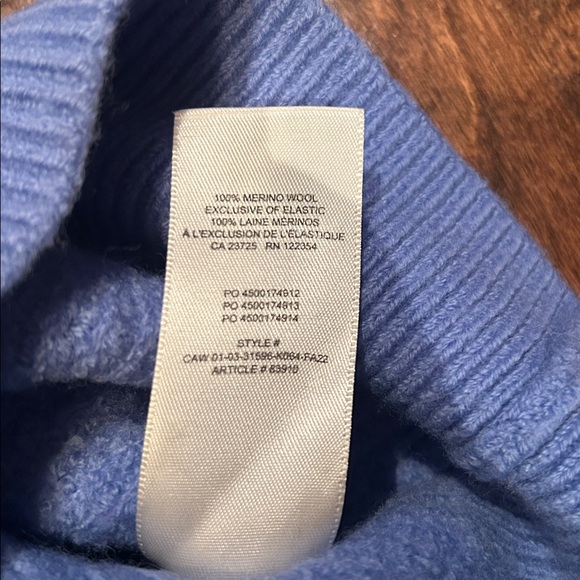 100% MERINO WOOL
EXCLUSIVE OF ELASTIC
100% LAINE MÉRINOS
À L'EXCLUSION DE L'ÉLASTIQUE
CA 23725 RN 122354
PO 4500174912
PO 4500174913
PO 4500174914
STYLE #
CAW 01-03-31596-K064-FA22
ARTICLE # 63910